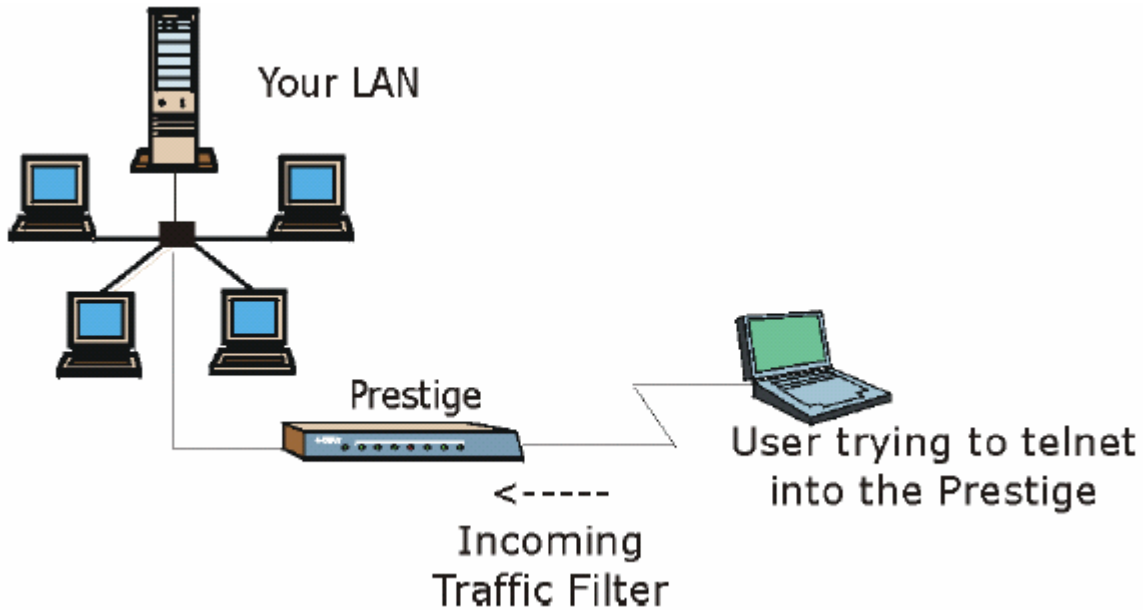 Your LAN
Prestige
User trying to telnet
into the Prestige
<-----
Incoming
Traffic Filter